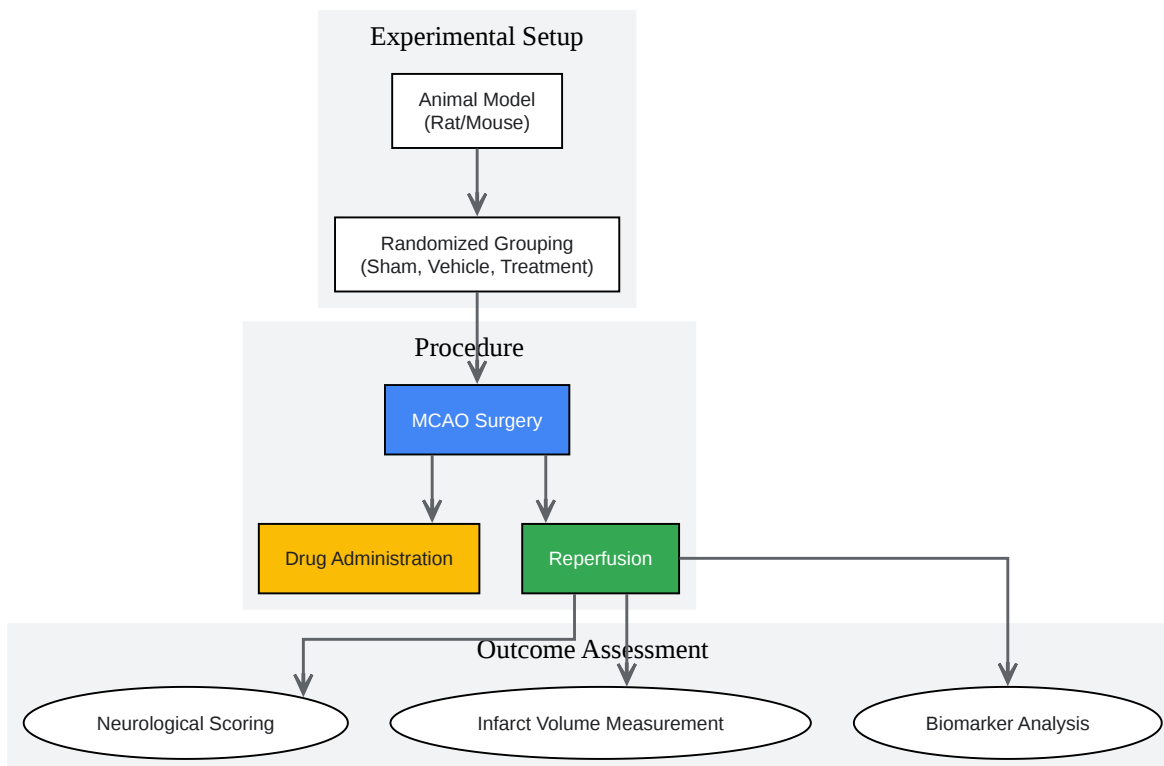 Experimental Setup
Animal Model
(Rat/Mouse)
Randomized Grouping
(Sham, Vehicle, Treatment)
Procedure
MCAO Surgery
Drug Administration
Reperfusion
Outcome Assessment
Neurological Scoring
Infarct Volume Measurement
Biomarker Analysis